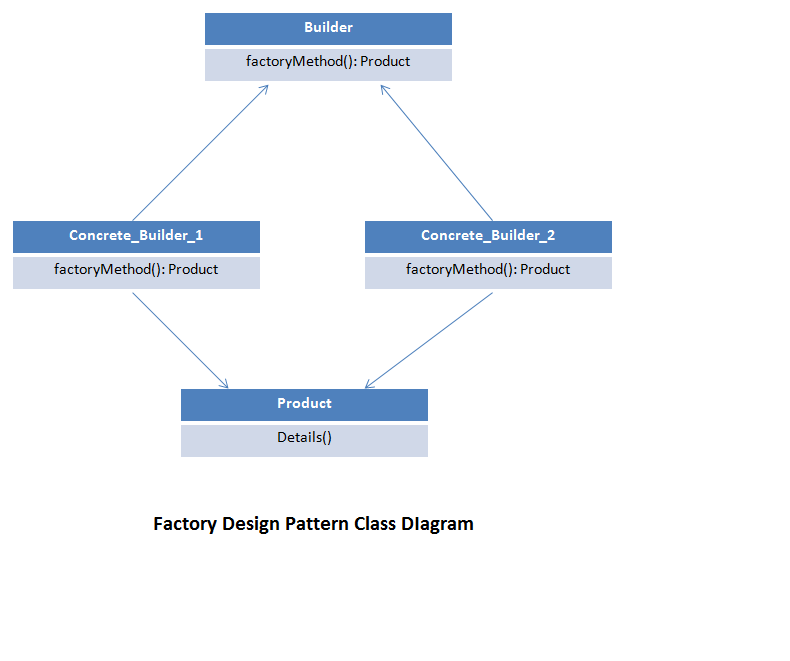 Builder
factoryMethod(): Product
Concrete_Builder_1
factoryMethod(): Product
Concrete_Builder_2
factoryMethod(): Product
Product
Details()
Factory Design Pattern Class DIagram